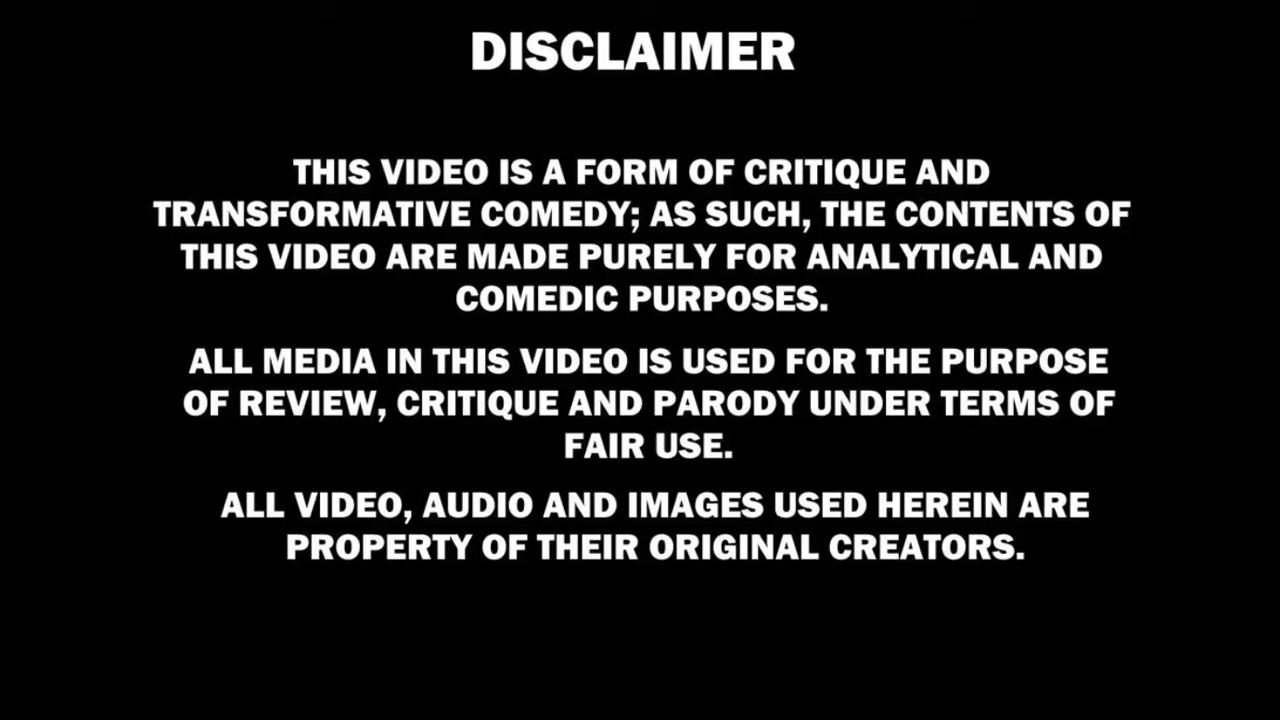 DISCLAIMER
THIS VIDEO IS A FORM OF CRITIQUE AND
TRANSFORMATIVE COMEDY; AS SUCH, THE CONTENTS OF
THIS VIDEO ARE MADE PURELY FOR ANALYTICAL AND
COMEDIC PURPOSES.
ALL MEDIA IN THIS VIDEO IS USED FOR THE PURPOSE
OF REVIEW, CRITIQUE AND PARODY UNDER TERMS OF
FAIR USE.
ALL VIDEO, AUDIO AND IMAGES USED HEREIN ARE
PROPERTY OF THEIR ORIGINAL CREATORS.